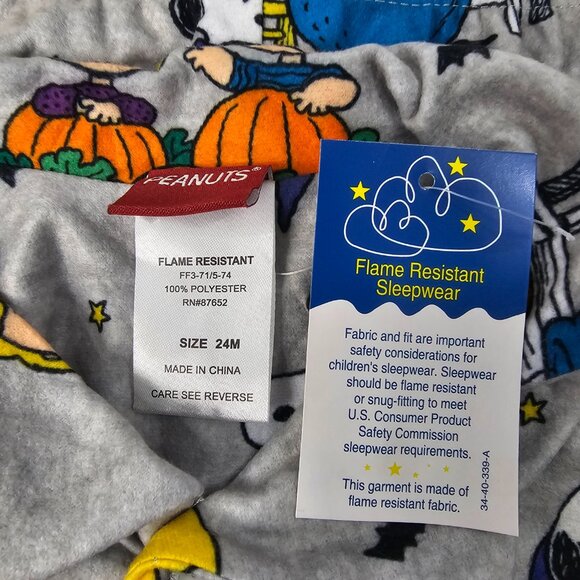 PEANUTS®
FLAME RESISTANT
FF3-71/5-74
100% POLYESTER
RN#87652
SIZE 24M
MADE IN CHINA
CARE SEE REVERSE
Flame Resistant
Sleepwear
Fabric and fit are important
safety considerations for
children's sleepwear. Sleepwear
should be flame resistant
or snug-fitting to meet
U.S. Consumer Product
Safety Commission
sleepwear requirements.
This garment is made of
flame resistant fabric.
34-40-339-A